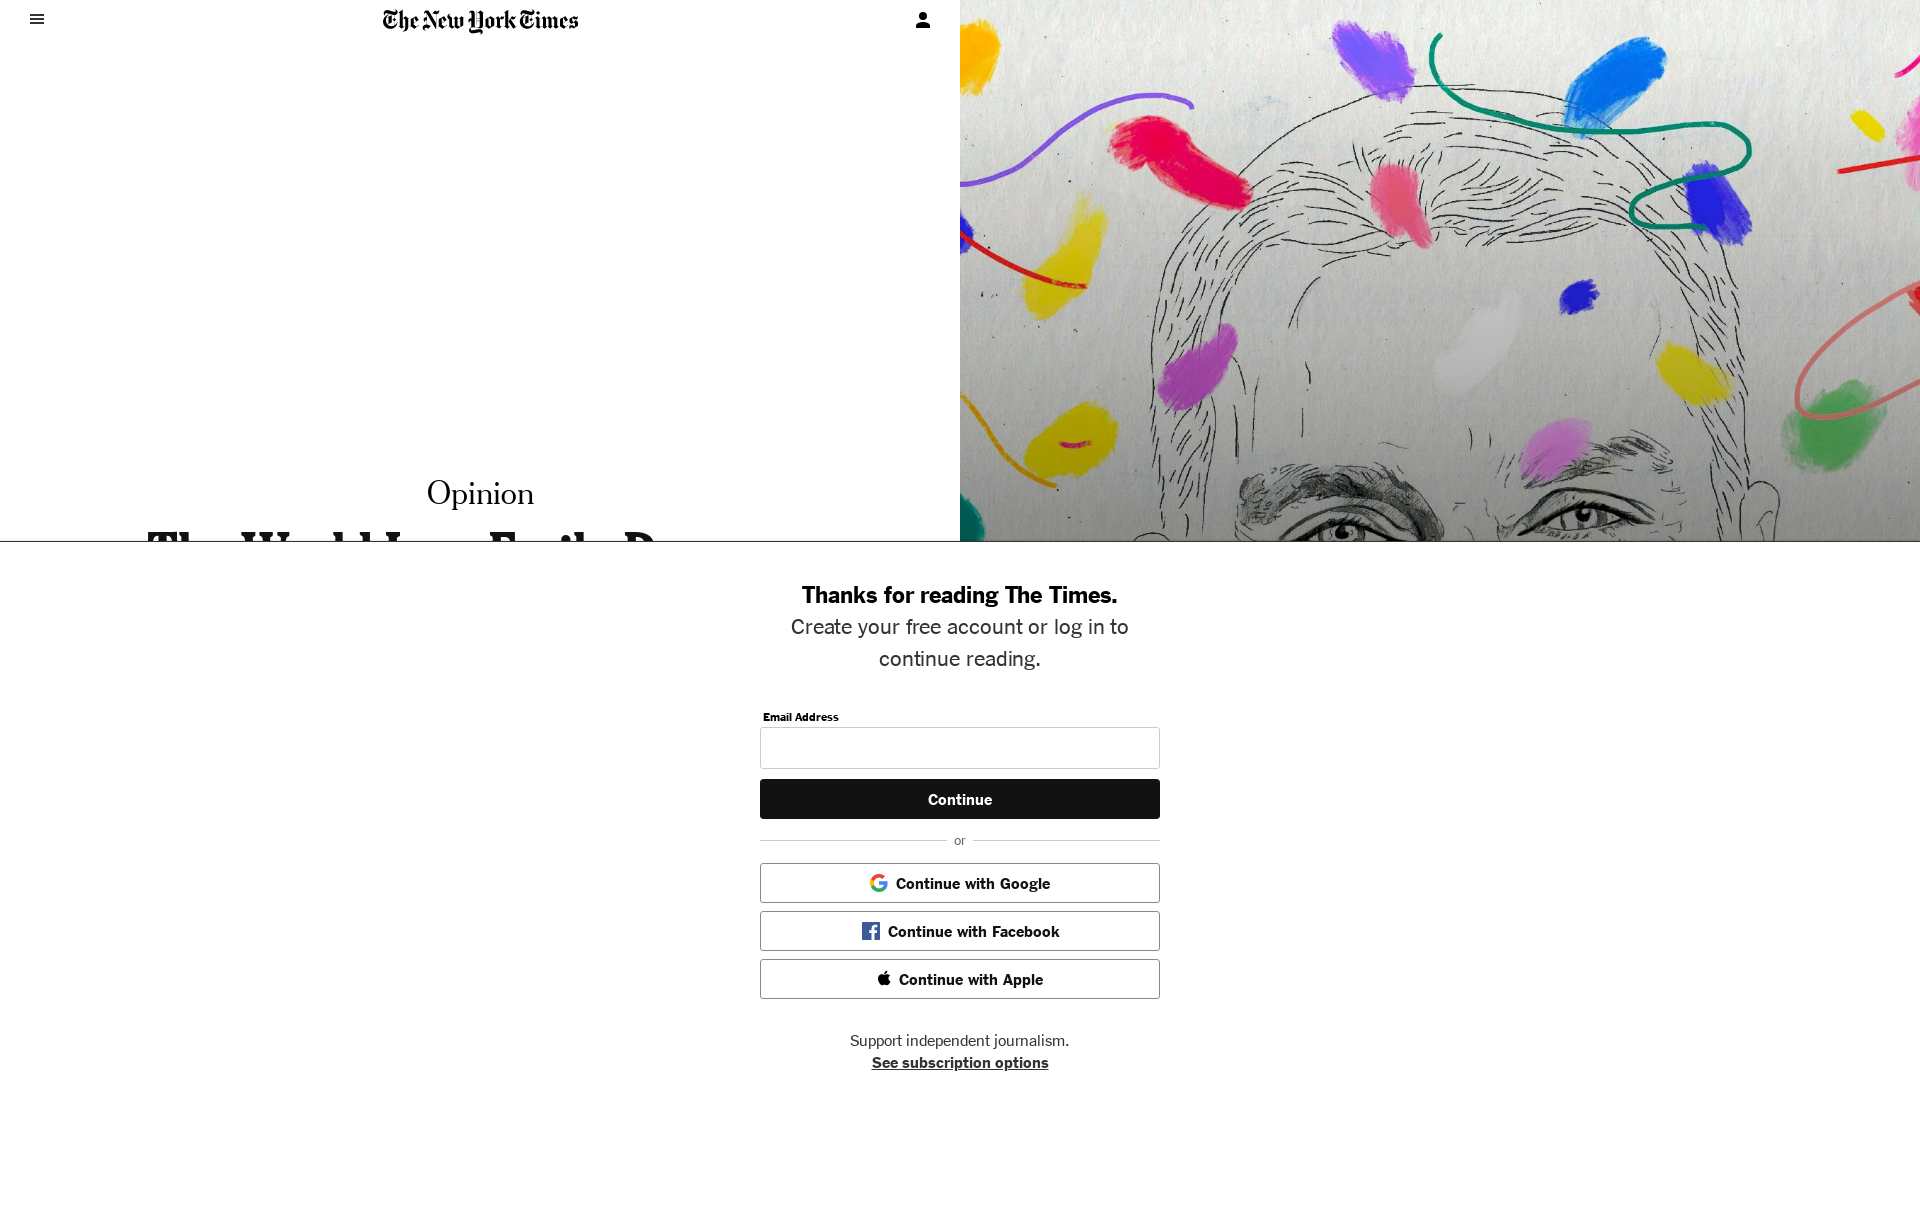 The New York Times
Opinion
Thanks for reading The Times.
Create your free account or log in to
continue reading.
Email Address
Continue
or
Continue with Google
Continue with Facebook
Continue with Apple
Support independent journalism.
See subscription options